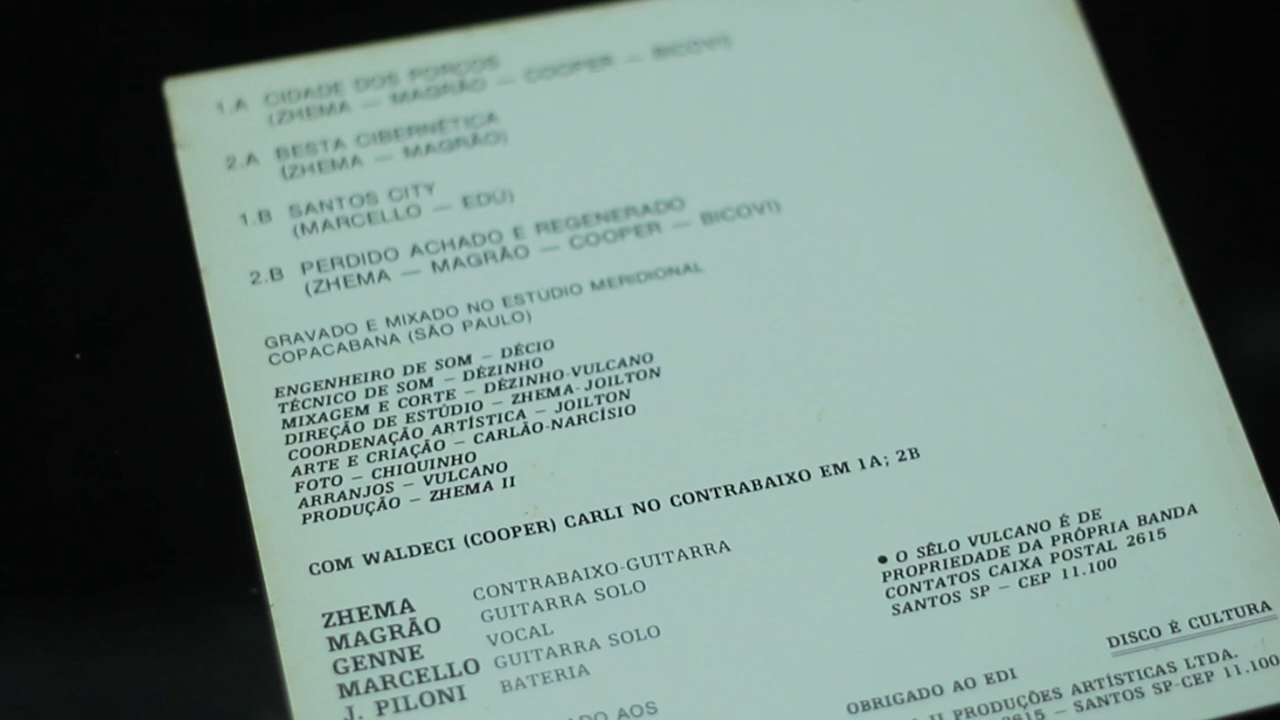 1.A CIDADE DOS PORCOS
(ZHEMA — MAGRÃO — COOPER — BICOVI)
2.A BESTA CIBERNÉTICA
(ZHEMA — MAGRÃO)
1.B SANTOS CITY
(MARCELLO — EDU)
2.B PERDIDO ACHADO E REGENERADO
(ZHEMA — MAGRÃO — COOPER — BICOVI)
GRAVADO E MIXADO NO ESTUDIO MERIDIONAL
COPACABANA (SÃO PAULO)
ENGENHEIRO DE SOM – DÉCIO
TÉCNICO DE SOM – DÉZINHO
MIXAGEM E CORTE – DÉZINHO-VULCANO
DIREÇÃO DE ESTÚDIO – ZHEMA-JOILTON
COORDENAÇÃO ARTÍSTICA – JOILTON
ARTE E CRIAÇÃO – CARLÃO-NARCÍSIO
FOTO – CHIQUINHO
ARRANJOS – VULCANO
PRODUÇÃO – ZHEMA II
COM WALDECI (COOPER) CARLI NO CONTRABAIXO EM 1A; 2B
ZHEMA CONTRABAIXO-GUITARRA
MAGRÃO GUITARRA SOLO
GENNE VOCAL
MARCELLO GUITARRA SOLO
J. PILONI BATERIA
● O SÊLO VULCANO É DE
PROPRIEDADE DA PRÓPRIA BANDA
CONTATOS CAIXA POSTAL 2615
SANTOS SP – CEP 11.100
DISCO É CULTURA
OBRIGADO AO EDI
II PRODUÇÕES ARTÍSTICAS LTDA.
2615 – SANTOS SP-CEP 11.100
AOS